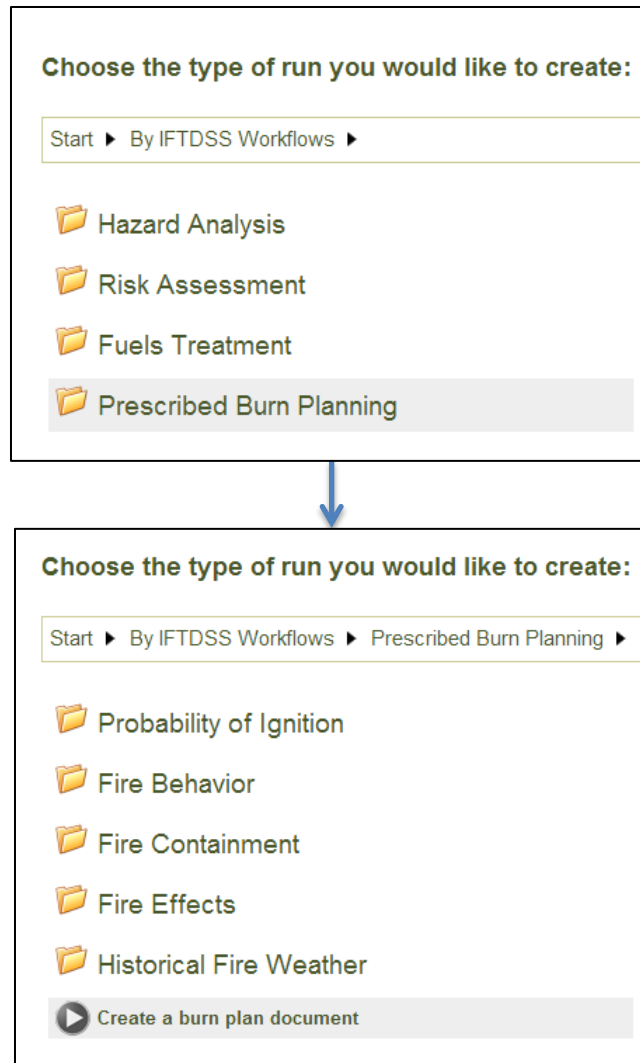 Choose the type of run you would like to create:
Start ▶ By IFTDSS Workflows ▶
Hazard Analysis
Risk Assessment
Fuels Treatment
Prescribed Burn Planning
Choose the type of run you would like to create:
Start ▶ By IFTDSS Workflows ▶ Prescribed Burn Planning ▶
Probability of Ignition
Fire Behavior
Fire Containment
Fire Effects
Historical Fire Weather
Create a burn plan document